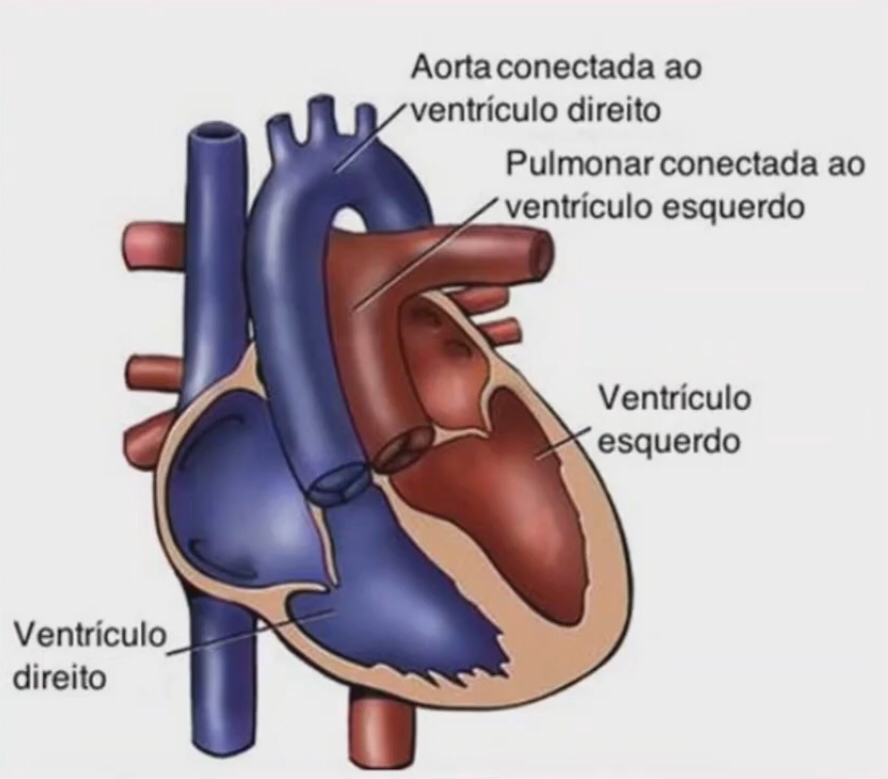 Aorta conectada ao
ventrículo direito
Pulmonar conectada ao
ventrículo esquerdo
Ventrículo
esquerdo
Ventrículo
direito